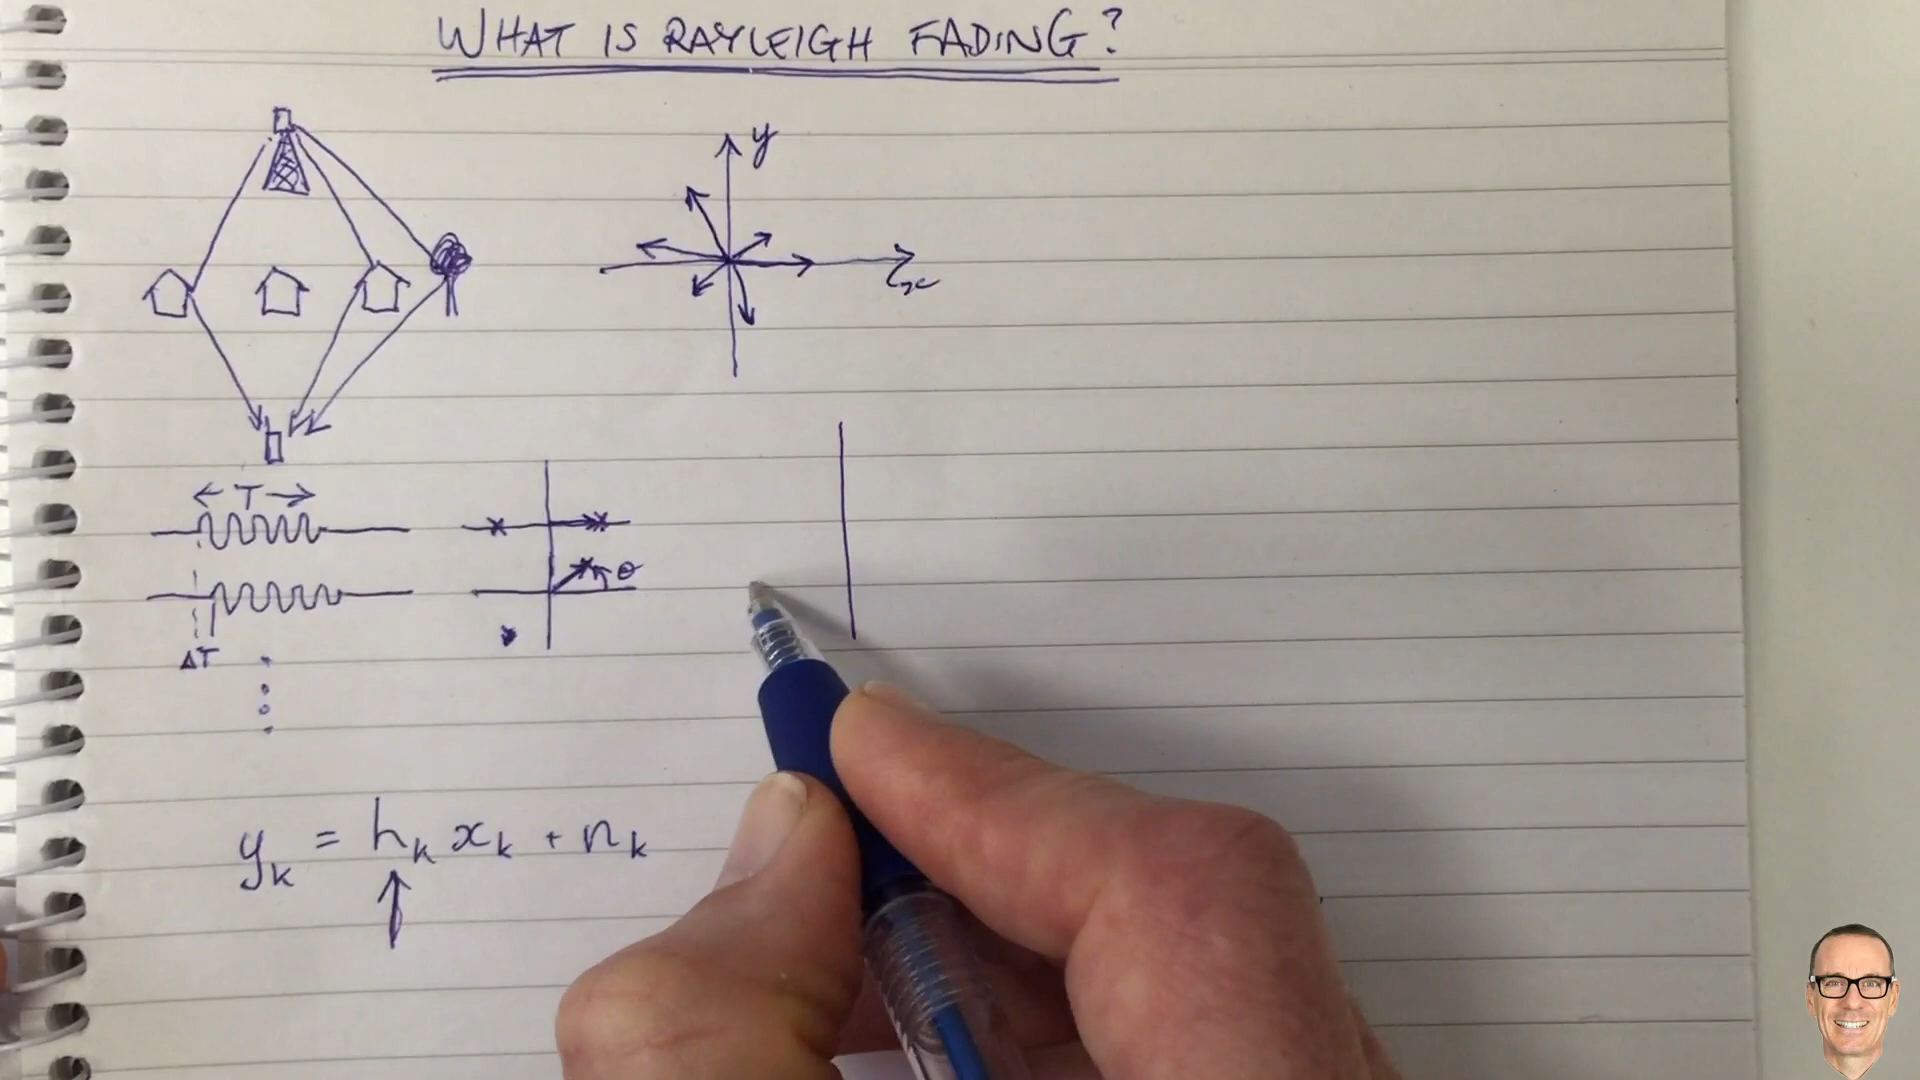 WHAT IS RAYLEIGH FADING?
y
x
T
θ
ΔT
y_k = h_k x_k + n_k